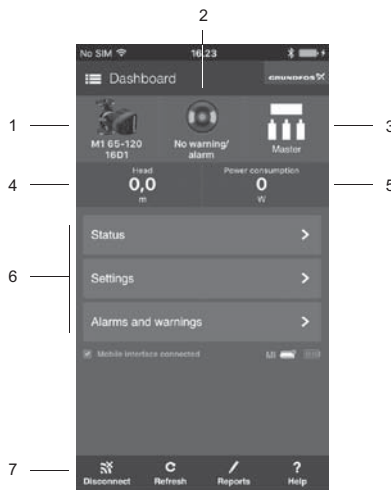 2
No SIM 16.23
Dashboard GRUNDFOS
1
M1 65-120
16D1
No warning/
alarm
Master
3
4
Head
0,0
m
Power consumption
0
W
5
6
Status
Settings
Alarms and warnings
Mobile interface connected MI
7
Disconnect Refresh Reports Help